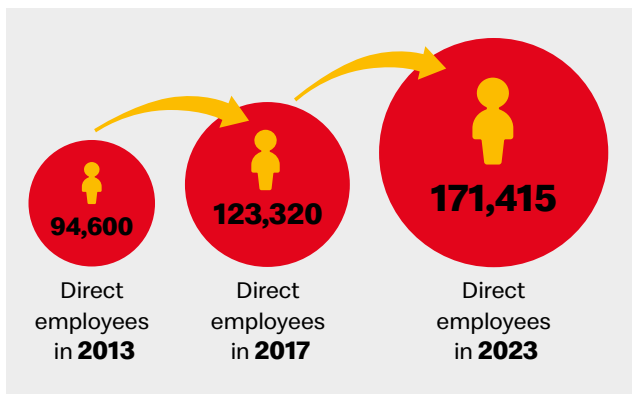 94,600
Direct
employees
in 2013
123,320
Direct
employees
in 2017
171,415
Direct
employees
in 2023